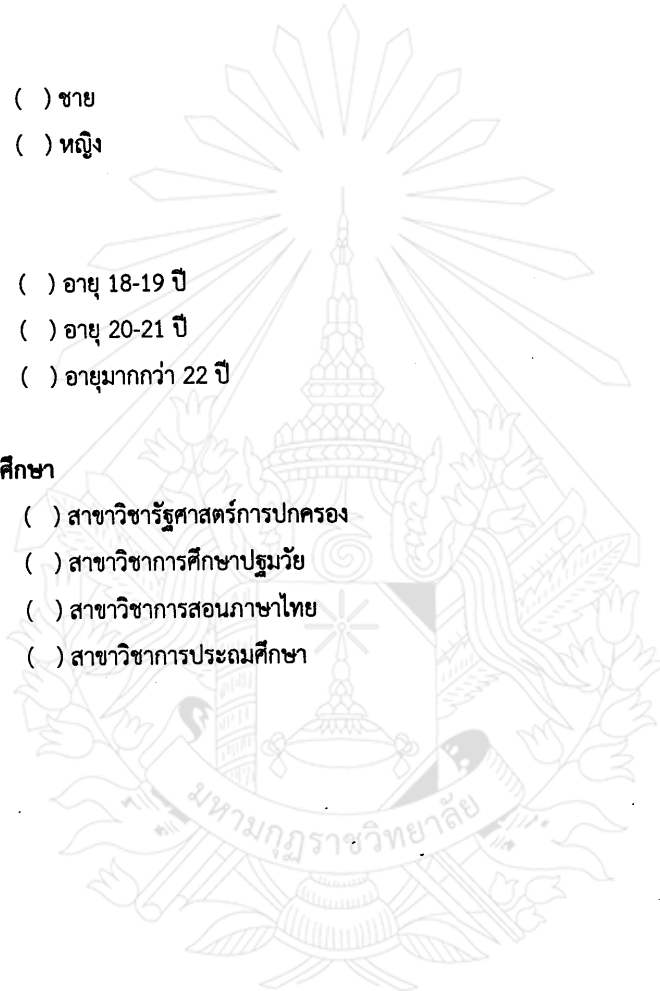 ( ) ชาย
( ) หญิง
( ) อายุ 18-19 ปี
( ) อายุ 20-21 ปี
( ) อายุมากกว่า 22 ปี
ศึกษา
( ) สาขาวิชารัฐศาสตร์การปกครอง
( ) สาขาวิชาการศึกษาปฐมวัย
( ) สาขาวิชาการสอนภาษาไทย
( ) สาขาวิชาการประถมศึกษา
มหามกุฏราชวิทยาลัย